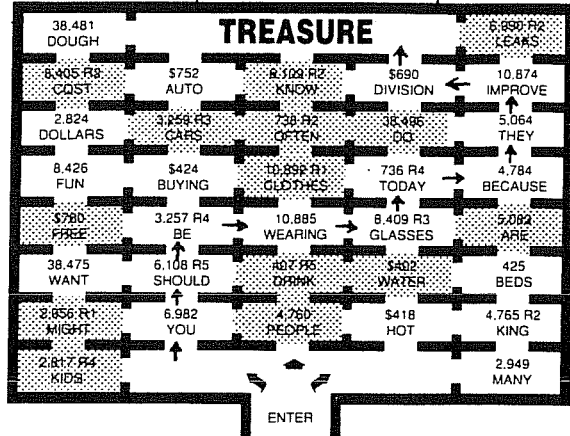 TREASURE
38.481 6.890 R2
DOUGH LEAKS
8.405 R8 $752 8.109 R2 $690 10.874
COST AUTO KNOW DIVISION IMPROVE
2.824 3.259 R3 738 R2 38.496 5.064
DOLLARS CARS OFTEN DO THEY
8.426 $424 10.892 R1 736 R4 4.784
FUN BUYING CLOTHES TODAY BECAUSE
$780 3.257 R4 10.885 8.409 R3 5.082
FREE BE WEARING GLASSES ARE
38.475 6.108 R5 407 R5 $402 425
WANT SHOULD DRINK WATER BEDS
2.856 R1 6.982 4.760 $418 4.765 R2
MIGHT YOU PEOPLE HOT KING
2.817 R4 2.949
KIDS MANY
ENTER